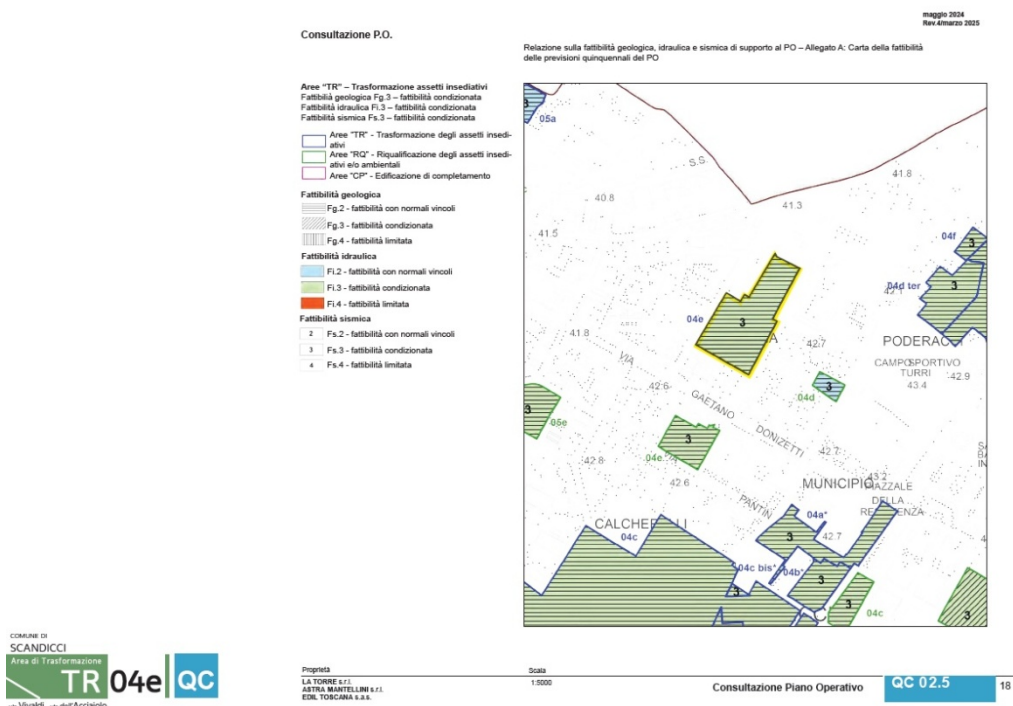 maggio 2024
Rev.4/marzo 2025
Consultazione P.O.
Relazione sulla fattibilità geologica, idraulica e sismica di supporto al PO – Allegato A: Carta della fattibilità
delle previsioni quinquennali del PO
Aree “TR” – Trasformazione assetti insediativi
Fattibilià geologica Fg.3 – fattibilità condizionata
Fattibilità idraulica Fi.3 – fattibilità condizionata
Fattibilità sismica Fs.3 – fattibilità condizionata
Aree "TR" - Trasformazione degli assetti insedi-
ativi
Aree "RQ" - Riqualificazione degli assetti insedi-
ativi e/o ambientali
Aree "CP" - Edificazione di completamento
Fattibilità geologica
Fg.2 - fattibilità con normali vincoli
Fg.3 - fattibilità condizionata
Fg.4 - fattibilità limitata
Fattibilità idraulica
Fi.2 - fattibilità con normali vincoli
Fi.3 - fattibilità condizionata
Fi.4 - fattibilità limitata
Fattibilità sismica
2 Fs.2 - fattibilità con normali vincoli
3 Fs.3 - fattibilità condizionata
4 Fs.4 - fattibilità limitata
3
05a
S.S.
41.8
40.8
41.3
41.5
04f
3
04d ter
3
04e
3
A
41.8
VIA
42.7
PODERAC
CAMPO SPORTIVO
TURRI
43.4
42.9
42.6
3
04d
GAETANO
3
05e
3
04e
DONIZETTI
42.7
42.8
42.6
43.2
MUNICIPIO
PIAZZALE
DELLA
PANTIN
04a*
CALCHE
04c
3
42.7
04c bis*
04b*
3
3
3
04c
3
COMUNE DI
SCANDICCI
Area di Trasformazione
TR 04e QC
Proprietà
LA TORRE s.r.l.
ASTRA MANTELLINI s.r.l.
EDIL TOSCANA s.a.s.
Scala
1:5000
Consultazione Piano Operativo
QC 02.5
18